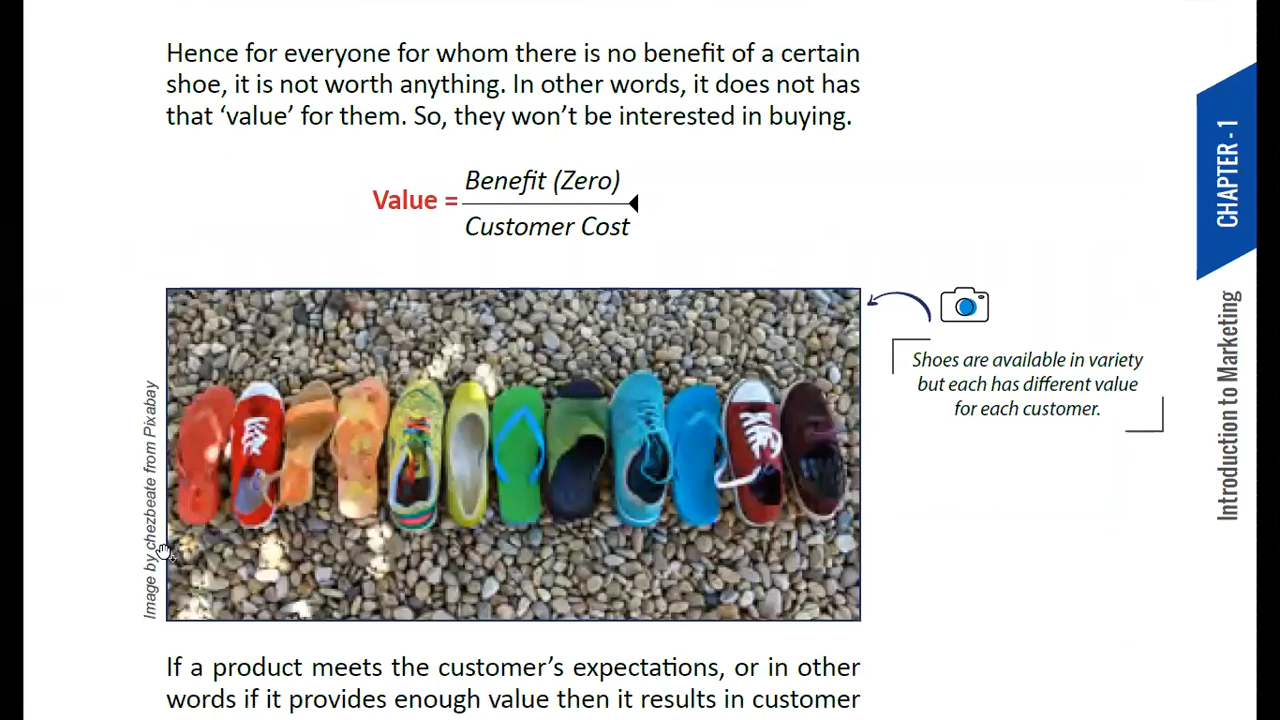 Hence for everyone for whom there is no benefit of a certain
shoe, it is not worth anything. In other words, it does not has
that ‘value’ for them. So, they won’t be interested in buying.
Value =
Benefit (Zero)
Customer Cost
CHAPTER - 1
Introduction to Marketing
Image by chezbeate from Pixabay
Shoes are available in variety
but each has different value
for each customer.
If a product meets the customer’s expectations, or in other
words if it provides enough value then it results in customer